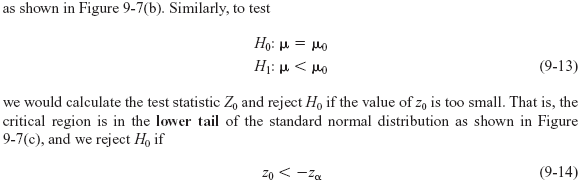 as shown in Figure 9-7(b). Similarly, to test
H₀: μ = μ₀
H₁: μ < μ₀ (9-13)
we would calculate the test statistic Z₀ and reject H₀ if the value of z₀ is too small. That is, the
critical region is in the lower tail of the standard normal distribution as shown in Figure
9-7(c), and we reject H₀ if
z₀ < −zα (9-14)